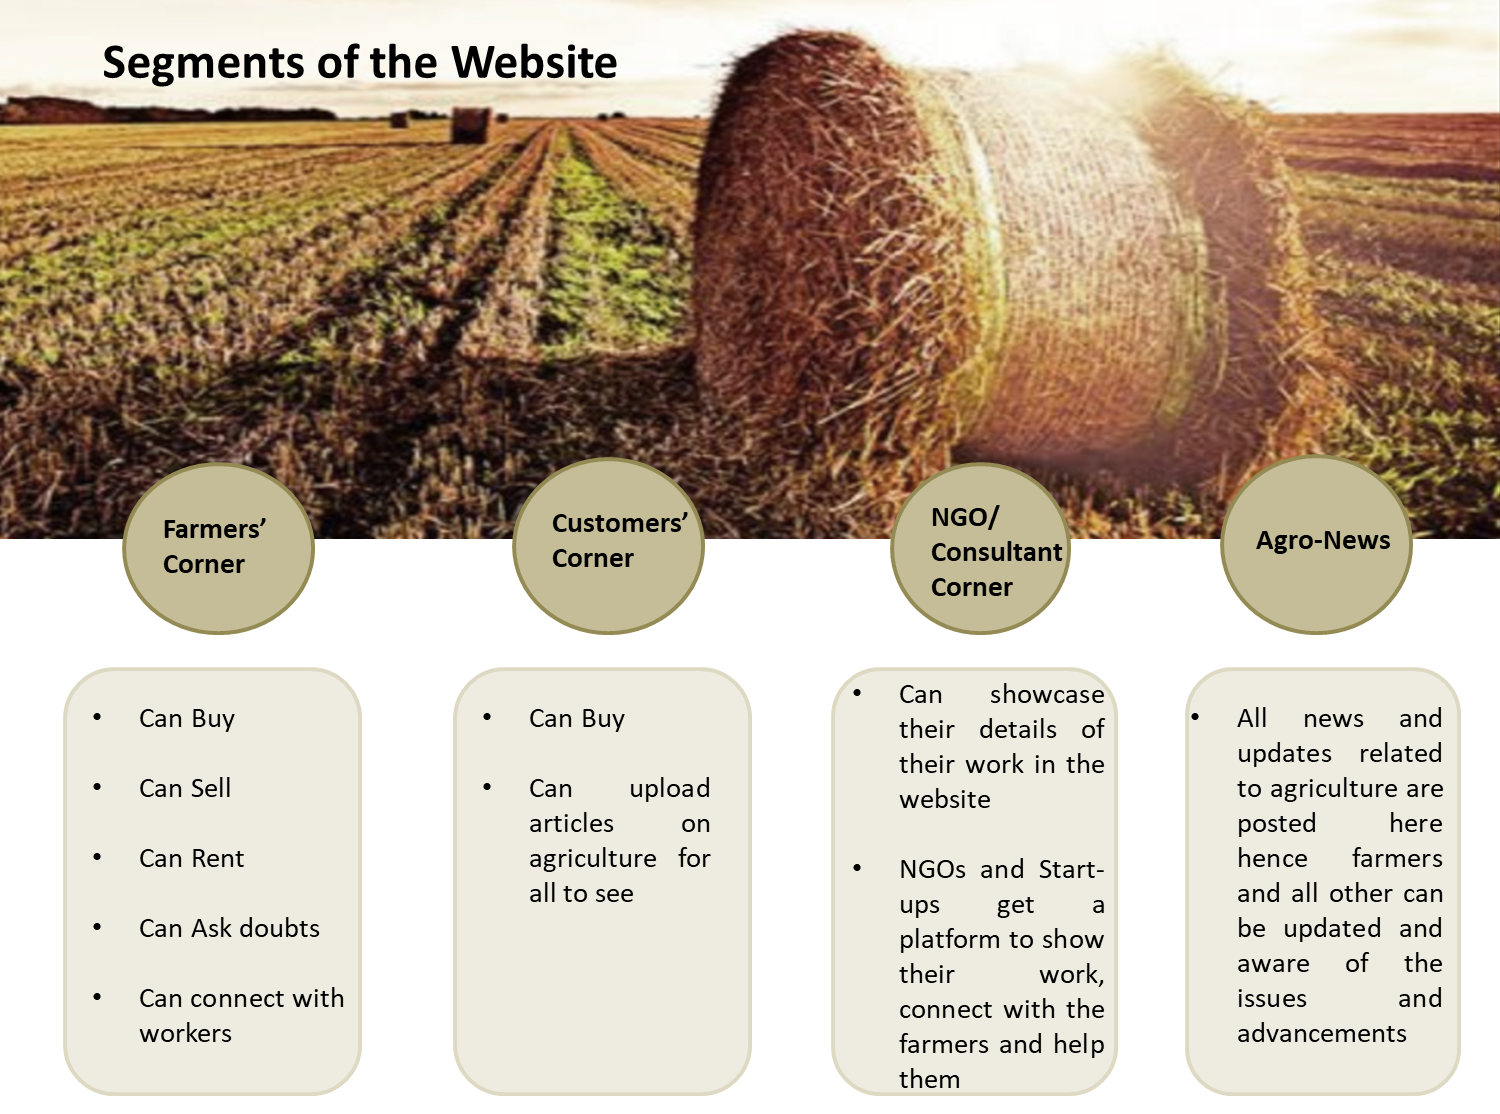 Segments of the Website
Farmers’
Corner
Customers’
Corner
NGO/
Consultant
Corner
Agro-News
• Can Buy
• Can Sell
• Can Rent
• Can Ask doubts
• Can connect with
workers
• Can Buy
• Can upload
articles on
agriculture for
all to see
• Can showcase
their details of
their work in the
website
• NGOs and Start-
ups get a
platform to show
their work,
connect with the
farmers and help
them
• All news and
updates related
to agriculture are
posted here
hence farmers
and all other can
be updated and
aware of the
issues and
advancements